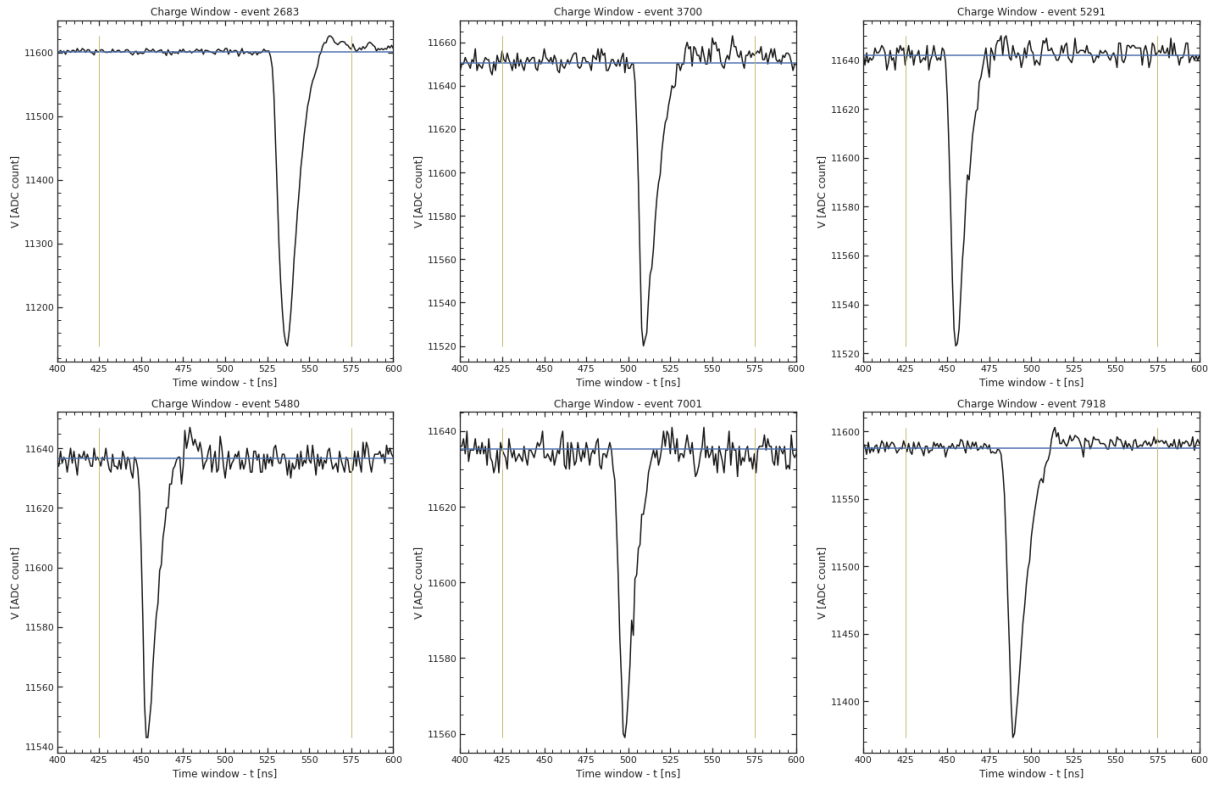 Charge Window - event 2683
V [ADC count]
11600
11500
11400
11300
11200
400 425 450 475 500 525 550 575 600
Time window - t [ns]
Charge Window - event 3700
V [ADC count]
11660
11640
11620
11600
11580
11560
11540
11520
400 425 450 475 500 525 550 575 600
Time window - t [ns]
Charge Window - event 5291
V [ADC count]
11640
11620
11600
11580
11560
11540
11520
400 425 450 475 500 525 550 575 600
Time window - t [ns]
Charge Window - event 5480
V [ADC count]
11640
11620
11600
11580
11560
11540
400 425 450 475 500 525 550 575 600
Time window - t [ns]
Charge Window - event 7001
V [ADC count]
11640
11620
11600
11580
11560
400 425 450 475 500 525 550 575 600
Time window - t [ns]
Charge Window - event 7918
V [ADC count]
11600
11550
11500
11450
11400
400 425 450 475 500 525 550 575 600
Time window - t [ns]